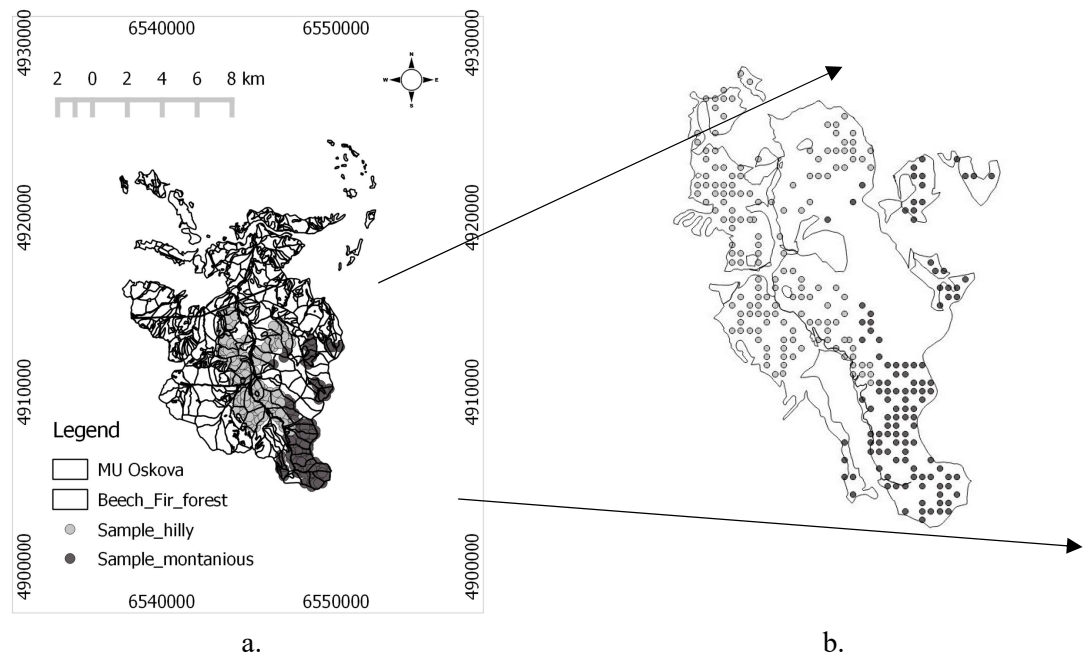 6540000 6550000
4930000
4930000
2 0 2 4 6 8 km
N
W E
S
4920000
4920000
4910000
4910000
Legend
MU Oskova
Beech_Fir_forest
Sample_hilly
Sample_montanious
4900000
4900000
6540000 6550000
a. b.